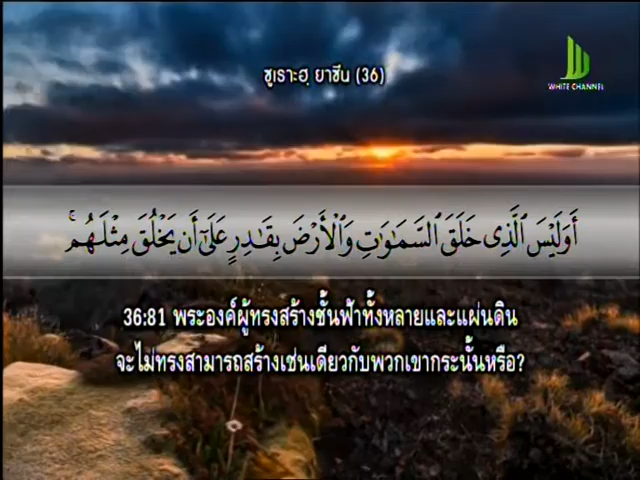 ซูเราะฮฺ ยาซีน (36)
WHITE CHANNEL
أَوَلَيْسَ ٱلَّذِى خَلَقَ ٱلسَّمَـٰوَٰتِ وَٱلْأَرْضَ بِقَـٰدِرٍ عَلَىٰٓ أَن يَخْلُقَ مِثْلَهُم ۚ
36:81 พระองค์ผู้ทรงสร้างชั้นฟ้าทั้งหลายและแผ่นดิน
จะไม่ทรงสามารถสร้างเช่นเดียวกับพวกเขากระนั้นหรือ?